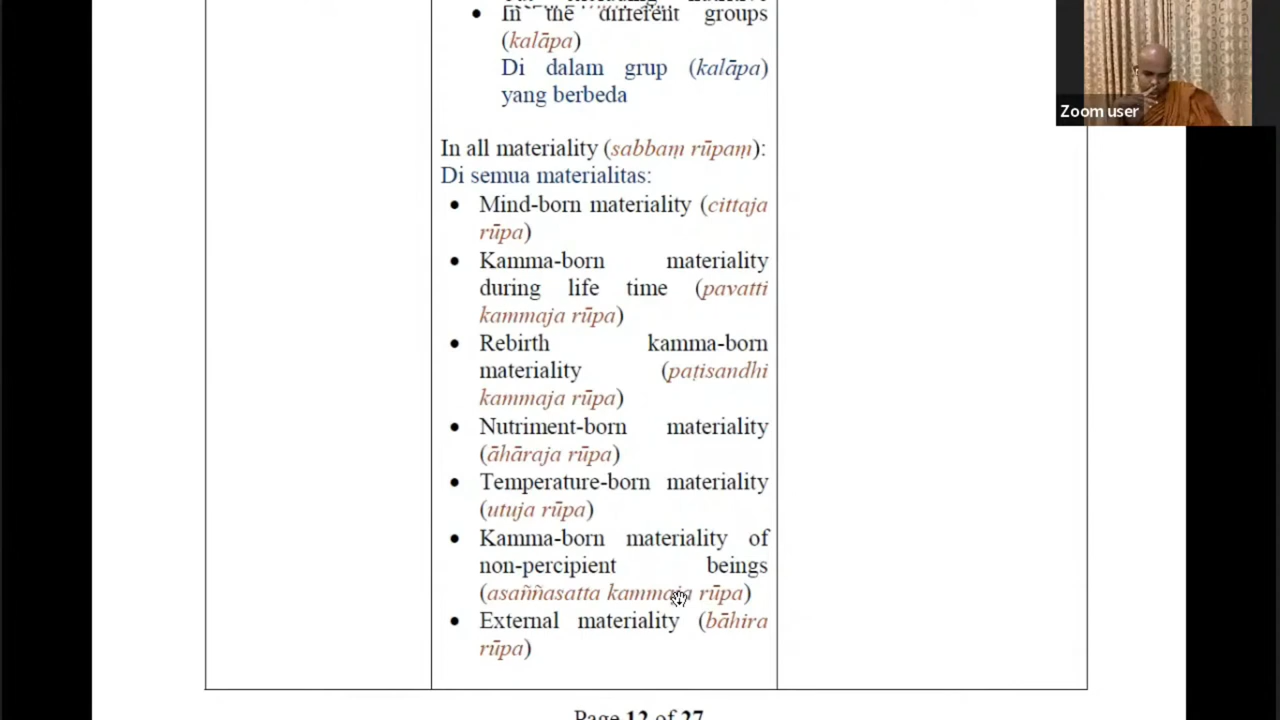 In the different groups
(kalāpa)
Di dalam grup (kalāpa)
yang berbeda
In all materiality (sabbaṃ rūpaṃ):
Di semua materialitas:
Mind-born materiality (cittaja
rūpa)
Kamma-born materiality
during life time (pavatti
kammaja rūpa)
Rebirth kamma-born
materiality (paṭisandhi
kammaja rūpa)
Nutriment-born materiality
(āhāraja rūpa)
Temperature-born materiality
(utuja rūpa)
Kamma-born materiality of
non-percipient beings
(asaññasatta kammaja rūpa)
External materiality (bāhira
rūpa)
Page 12 of 27
Zoom user